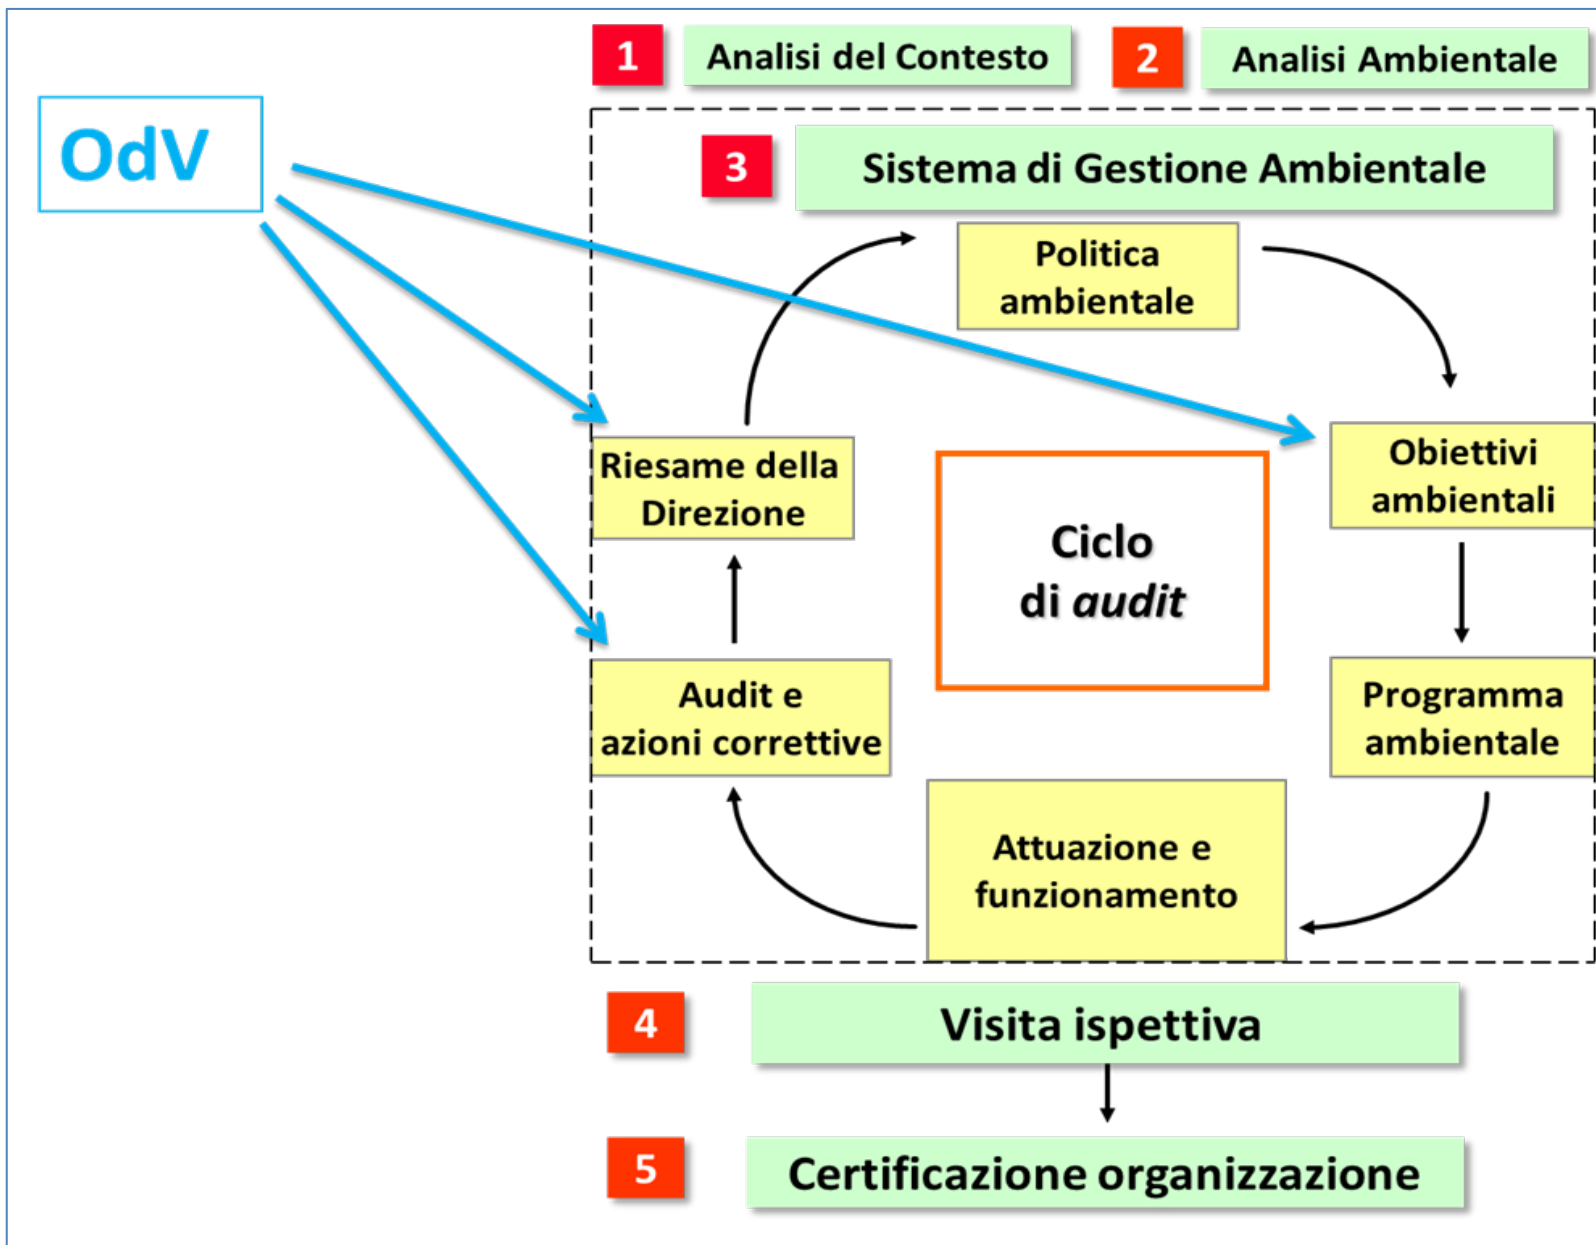 1
Analisi del Contesto
2
Analisi Ambientale
OdV
3
Sistema di Gestione Ambientale
Politica
ambientale
Riesame della
Direzione
Ciclo
di audit
Obiettivi
ambientali
Audit e
azioni correttive
Programma
ambientale
Attuazione e
funzionamento
4
Visita ispettiva
5
Certificazione organizzazione